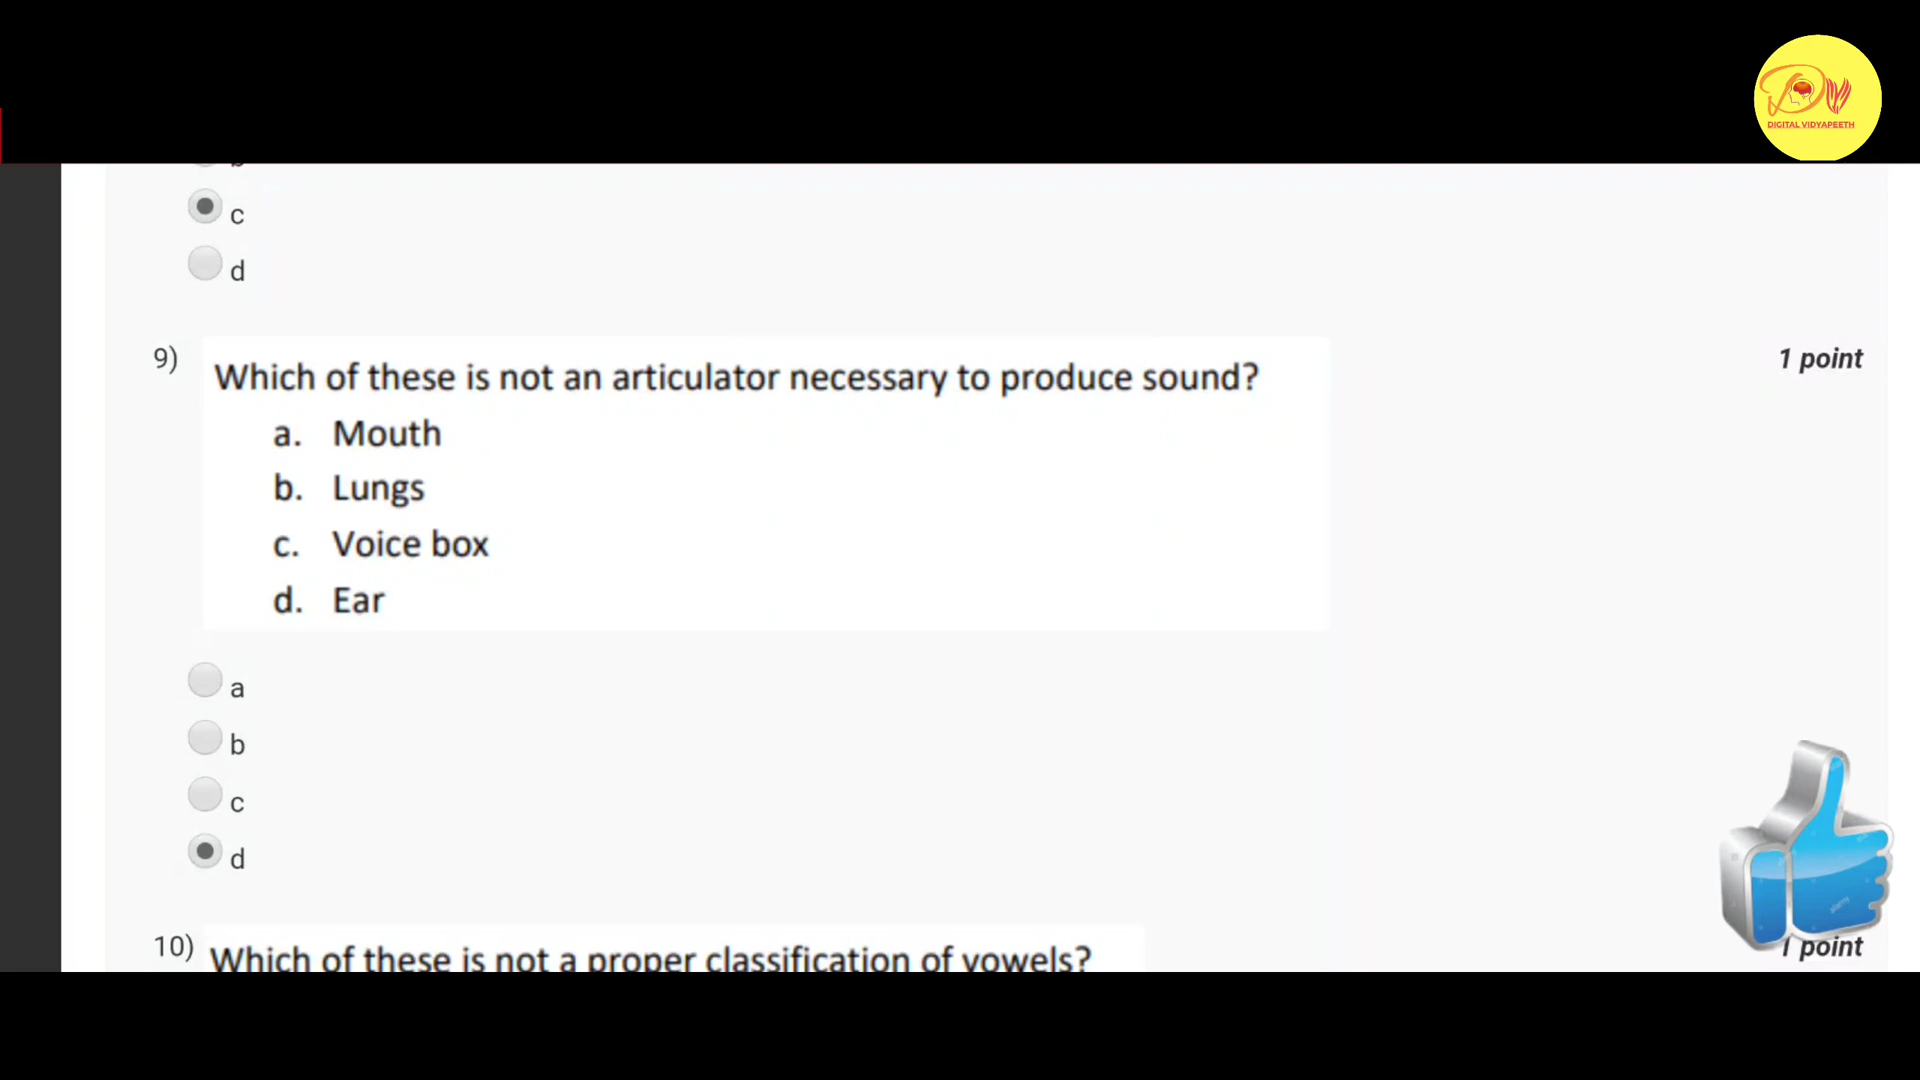 DIGITAL VIDYAPEETH
c
d
9)
1 point
Which of these is not an articulator necessary to produce sound?
a. Mouth
b. Lungs
c. Voice box
d. Ear
a
b
c
d
10)
Which of these is not a proper classification of vowels?
1 point